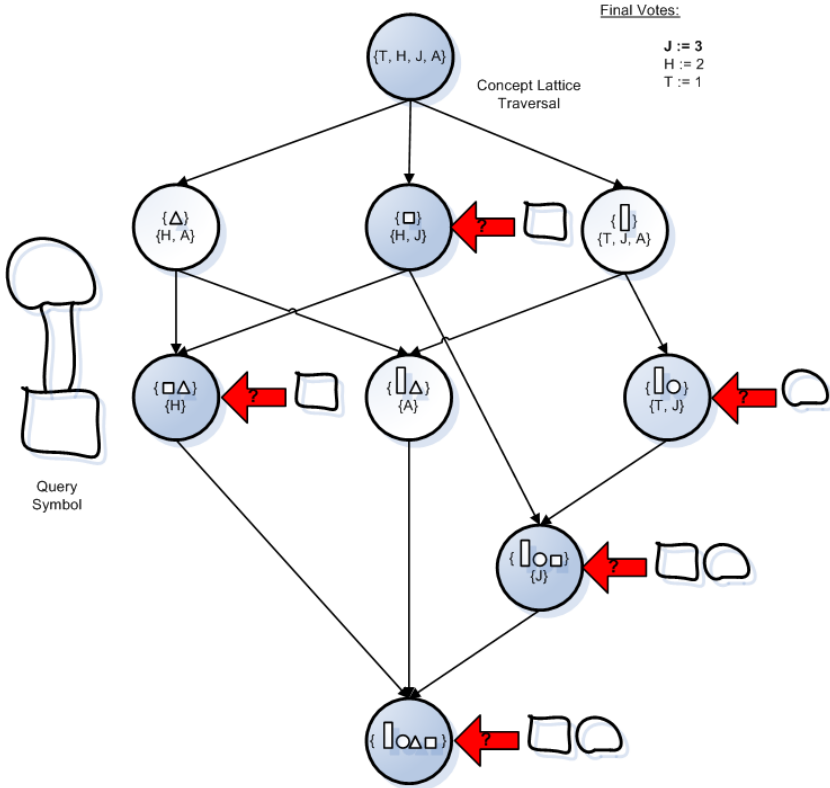 Final Votes:
J := 3
H := 2
T := 1
{T, H, J, A}
Concept Lattice
Traversal
{△}
{H, A}
{□}
{H, J}
?
{▯}
{T, J, A}
{□△}
{H}
?
{▯△}
{A}
{▯○}
{T, J}
?
Query
Symbol
{▯○□}
{J}
?
{▯○△□}
?